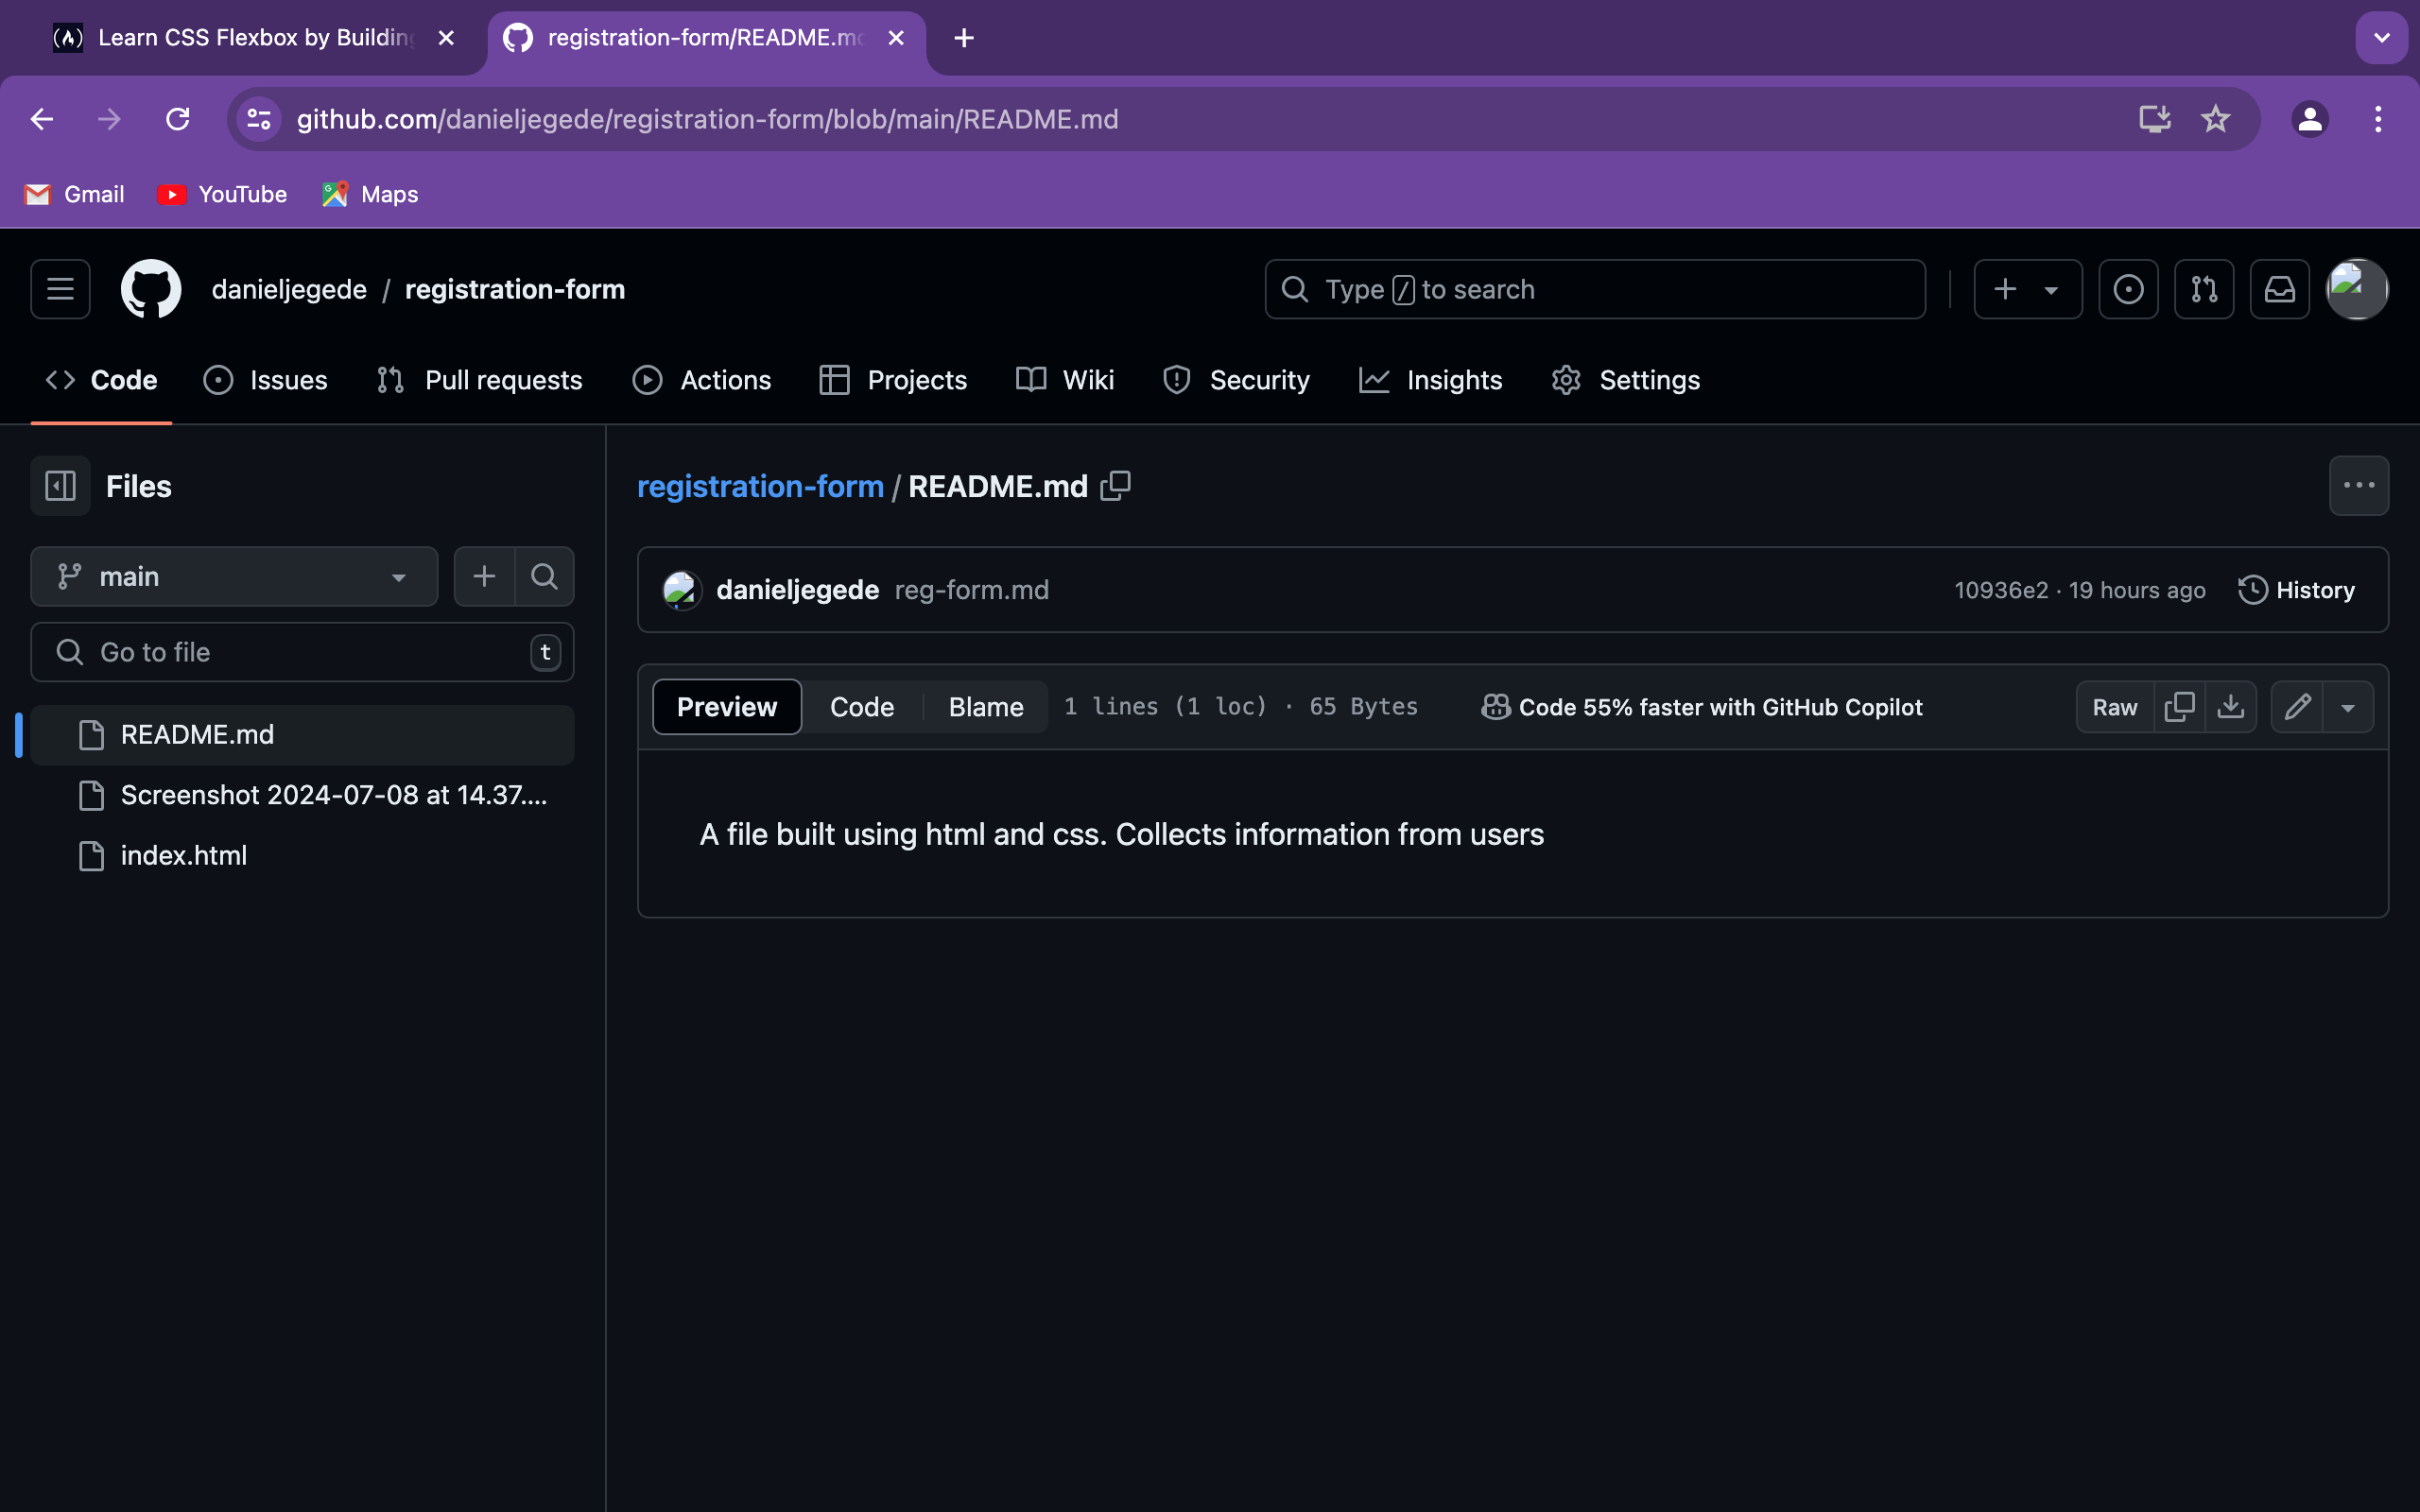 Learn CSS Flexbox by Building
registration-form/README.md
github.com/danieljegede/registration-form/blob/main/README.md
Gmail YouTube Maps
danieljegede / registration-form
Type / to search
Code Issues Pull requests Actions Projects Wiki Security Insights Settings
Files
registration-form / README.md
main
danieljegede reg-form.md
10936e2 · 19 hours ago History
Go to file t
Preview Code Blame 1 lines (1 loc) · 65 Bytes Code 55% faster with GitHub Copilot Raw
README.md
Screenshot 2024-07-08 at 14.37....
index.html
A file built using html and css. Collects information from users